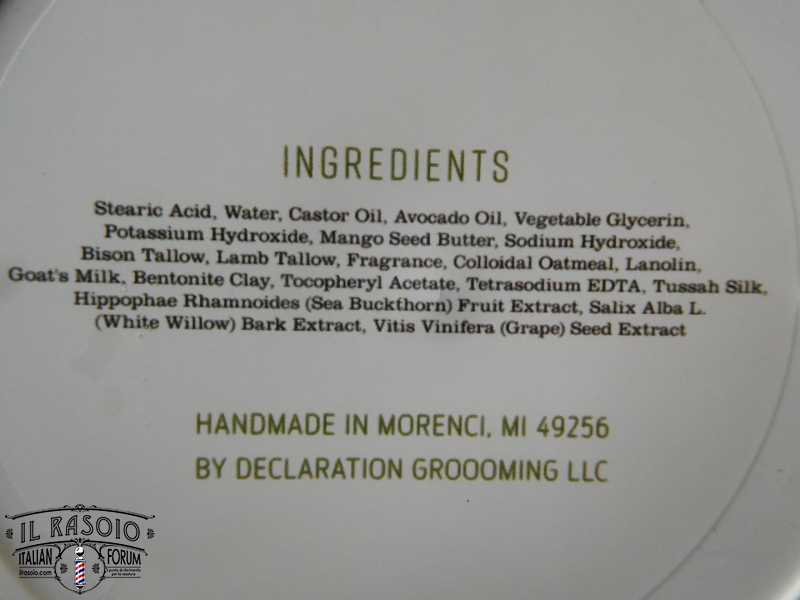 INGREDIENTS
Stearic Acid, Water, Castor Oil, Avocado Oil, Vegetable Glycerin,
Potassium Hydroxide, Mango Seed Butter, Sodium Hydroxide,
Bison Tallow, Lamb Tallow, Fragrance, Colloidal Oatmeal, Lanolin,
Goat's Milk, Bentonite Clay, Tocopheryl Acetate, Tetrasodium EDTA, Tussah Silk,
Hippophae Rhamnoides (Sea Buckthorn) Fruit Extract, Salix Alba L.
(White Willow) Bark Extract, Vitis Vinifera (Grape) Seed Extract
HANDMADE IN MORENCI, MI 49256
BY DECLARATION GROOOMING LLC
IL RASOIO
ITALIAN FORUM
ilrasoio.com